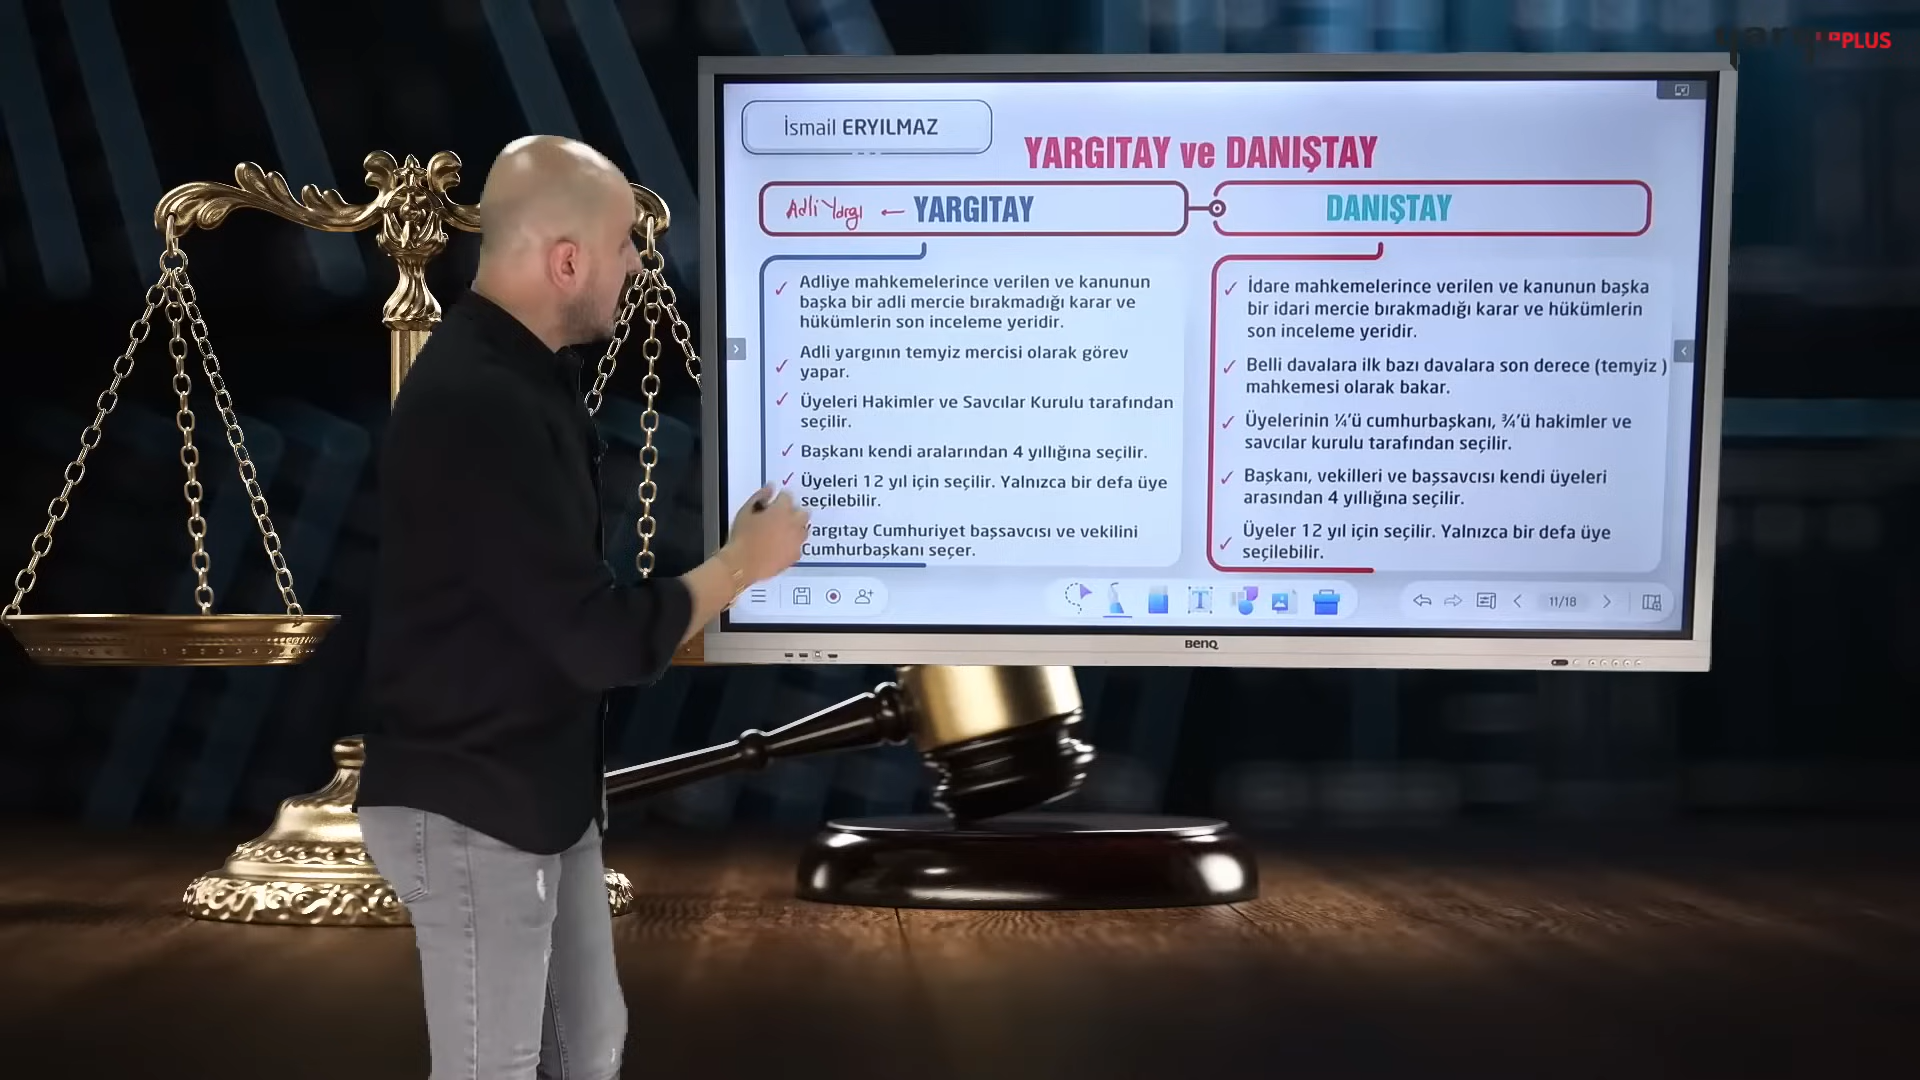 PLUS
İsmail ERYILMAZ
YARGITAY ve DANIŞTAY
Adli Yargı ← YARGITAY
✓ Adliye mahkemelerince verilen ve kanunun
başka bir adli mercie bırakmadığı karar ve
hükümlerin son inceleme yeridir.
✓ Adli yargının temyiz mercisi olarak görev
yapar.
✓ Üyeleri Hakimler ve Savcılar Kurulu tarafından
seçilir.
✓ Başkanı kendi aralarından 4 yıllığına seçilir.
✓ Üyeleri 12 yıl için seçilir. Yalnızca bir defa üye
seçilebilir.
Yargıtay Cumhuriyet başsavcısı ve vekilini
Cumhurbaşkanı seçer.
DANIŞTAY
✓ İdare mahkemelerince verilen ve kanunun başka
bir idari mercie bırakmadığı karar ve hükümlerin
son inceleme yeridir.
✓ Belli davalara ilk bazı davalara son derece (temyiz )
mahkemesi olarak bakar.
✓ Üyelerinin ¼'ü cumhurbaşkanı, ¾'ü hakimler ve
savcılar kurulu tarafından seçilir.
✓ Başkanı, vekilleri ve başsavcısı kendi üyeleri
arasından 4 yıllığına seçilir.
✓ Üyeler 12 yıl için seçilir. Yalnızca bir defa üye
seçilebilir.
11/18
BenQ